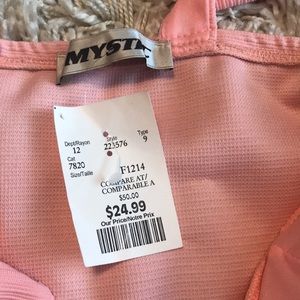 MYSTIC
Dept/Rayon Style Type
12 223576 9
Cat
7820
Size/Taille
F1214
COMPARE AT/
COMPARABLE A
$50.00
$24.99
Our Price/Notre Prix